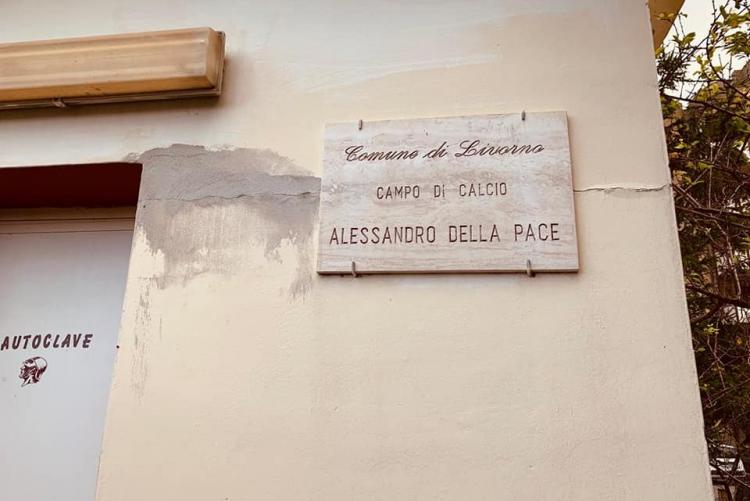 Comune di Livorno
CAMPO DI CALCIO
ALESSANDRO DELLA PACE
AUTOCLAVE